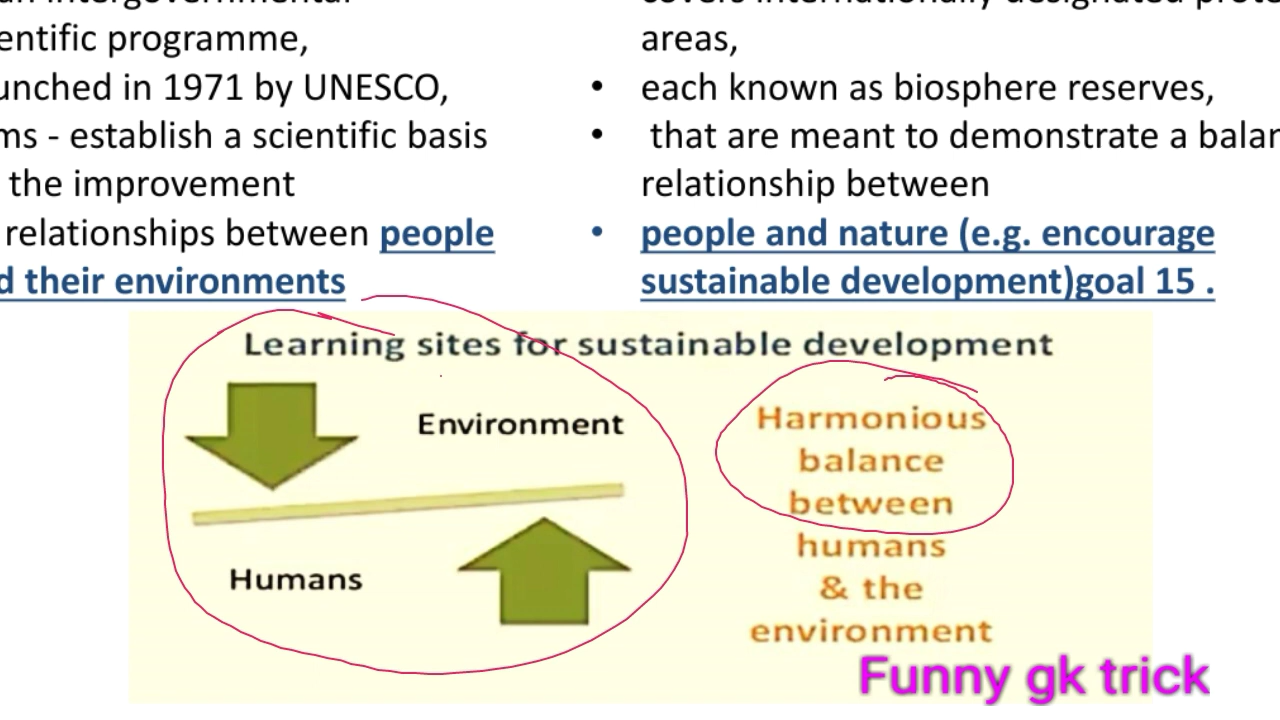 entific programme,
unched in 1971 by UNESCO,
ms - establish a scientific basis
the improvement
relationships between people
d their environments
areas,
• each known as biosphere reserves,
• that are meant to demonstrate a balan
relationship between
• people and nature (e.g. encourage
sustainable development)goal 15 .
Learning sites for sustainable development
Environment
Humans
Harmonious
balance
between
humans
& the
environment
Funny gk trick